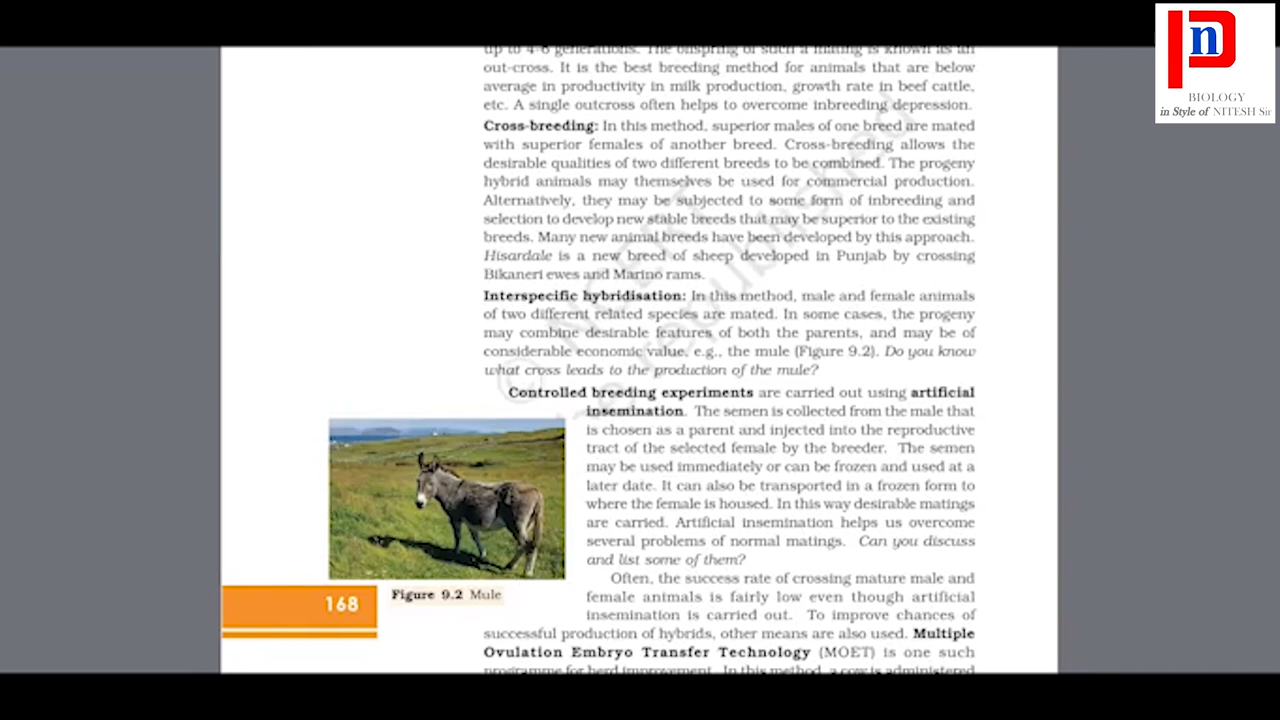 n
BIOLOGY
in Style of NITESH Sir
up to 4-6 generations. The offspring of such a mating is known as an
out-cross. It is the best breeding method for animals that are below
average in productivity in milk production, growth rate in beef cattle,
etc. A single outcross often helps to overcome inbreeding depression.
Cross-breeding: In this method, superior males of one breed are mated
with superior females of another breed. Cross-breeding allows the
desirable qualities of two different breeds to be combined. The progeny
hybrid animals may themselves be used for commercial production.
Alternatively, they may be subjected to some form of inbreeding and
selection to develop new stable breeds that may be superior to the existing
breeds. Many new animal breeds have been developed by this approach.
Hisardale is a new breed of sheep developed in Punjab by crossing
Bikaneri ewes and Marino rams.
Interspecific hybridisation: In this method, male and female animals
of two different related species are mated. In some cases, the progeny
may combine desirable features of both the parents, and may be of
considerable economic value, e.g., the mule (Figure 9.2). Do you know
what cross leads to the production of the mule?
Controlled breeding experiments are carried out using artificial
insemination. The semen is collected from the male that
is chosen as a parent and injected into the reproductive
tract of the selected female by the breeder. The semen
may be used immediately or can be frozen and used at a
later date. It can also be transported in a frozen form to
where the female is housed. In this way desirable matings
are carried. Artificial insemination helps us overcome
several problems of normal matings. Can you discuss
and list some of them?
Often, the success rate of crossing mature male and
female animals is fairly low even though artificial
insemination is carried out. To improve chances of
successful production of hybrids, other means are also used. Multiple
Ovulation Embryo Transfer Technology (MOET) is one such
programme for herd improvement. In this method, a cow is administered
Figure 9.2 Mule
168
© NCERT
be republished